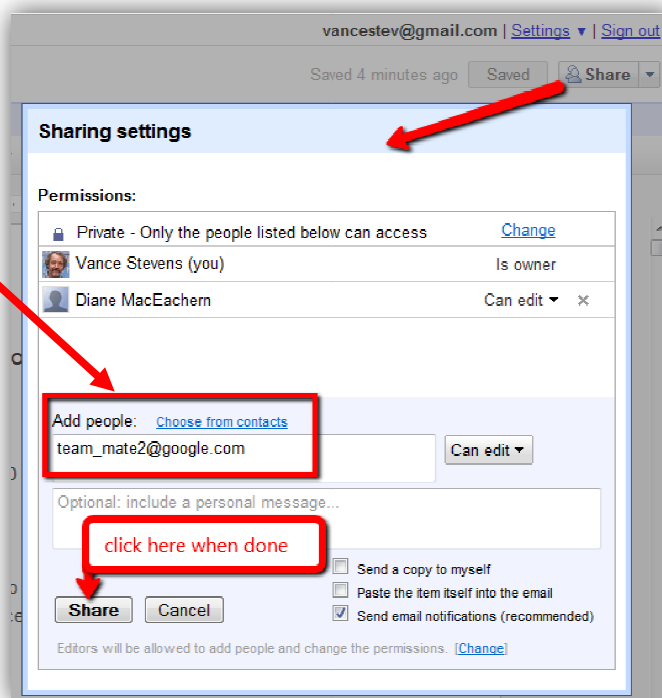 vancestev@gmail.com | Settings ▼ | Sign out
Saved 4 minutes ago Saved Share
Sharing settings
Permissions:
Private - Only the people listed below can access Change
Vance Stevens (you) Is owner
Diane MacEachern Can edit ×
Add people: Choose from contacts
team_mate2@google.com
Can edit
Optional: include a personal message...
click here when done
Send a copy to myself
Paste the item itself into the email
Share Cancel Send email notifications (recommended)
Editors will be allowed to add people and change the permissions. [Change]